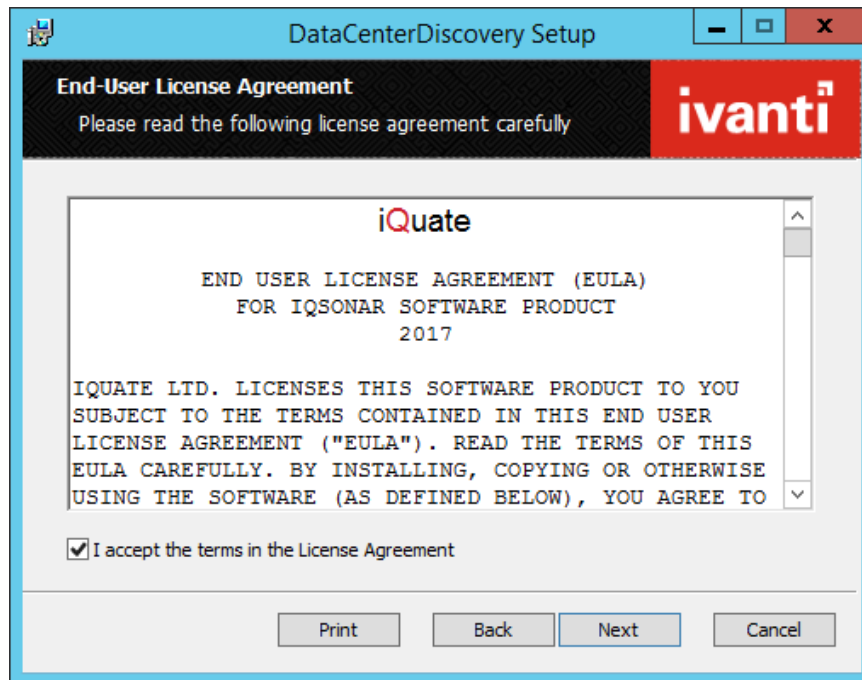 DataCenterDiscovery Setup
End-User License Agreement
Please read the following license agreement carefully
ivanti
iQuate
END USER LICENSE AGREEMENT (EULA)
FOR IQSONAR SOFTWARE PRODUCT
2017
IQUATE LTD. LICENSES THIS SOFTWARE PRODUCT TO YOU
SUBJECT TO THE TERMS CONTAINED IN THIS END USER
LICENSE AGREEMENT ("EULA"). READ THE TERMS OF THIS
EULA CAREFULLY. BY INSTALLING, COPYING OR OTHERWISE
USING THE SOFTWARE (AS DEFINED BELOW), YOU AGREE TO
I accept the terms in the License Agreement
Print Back Next Cancel